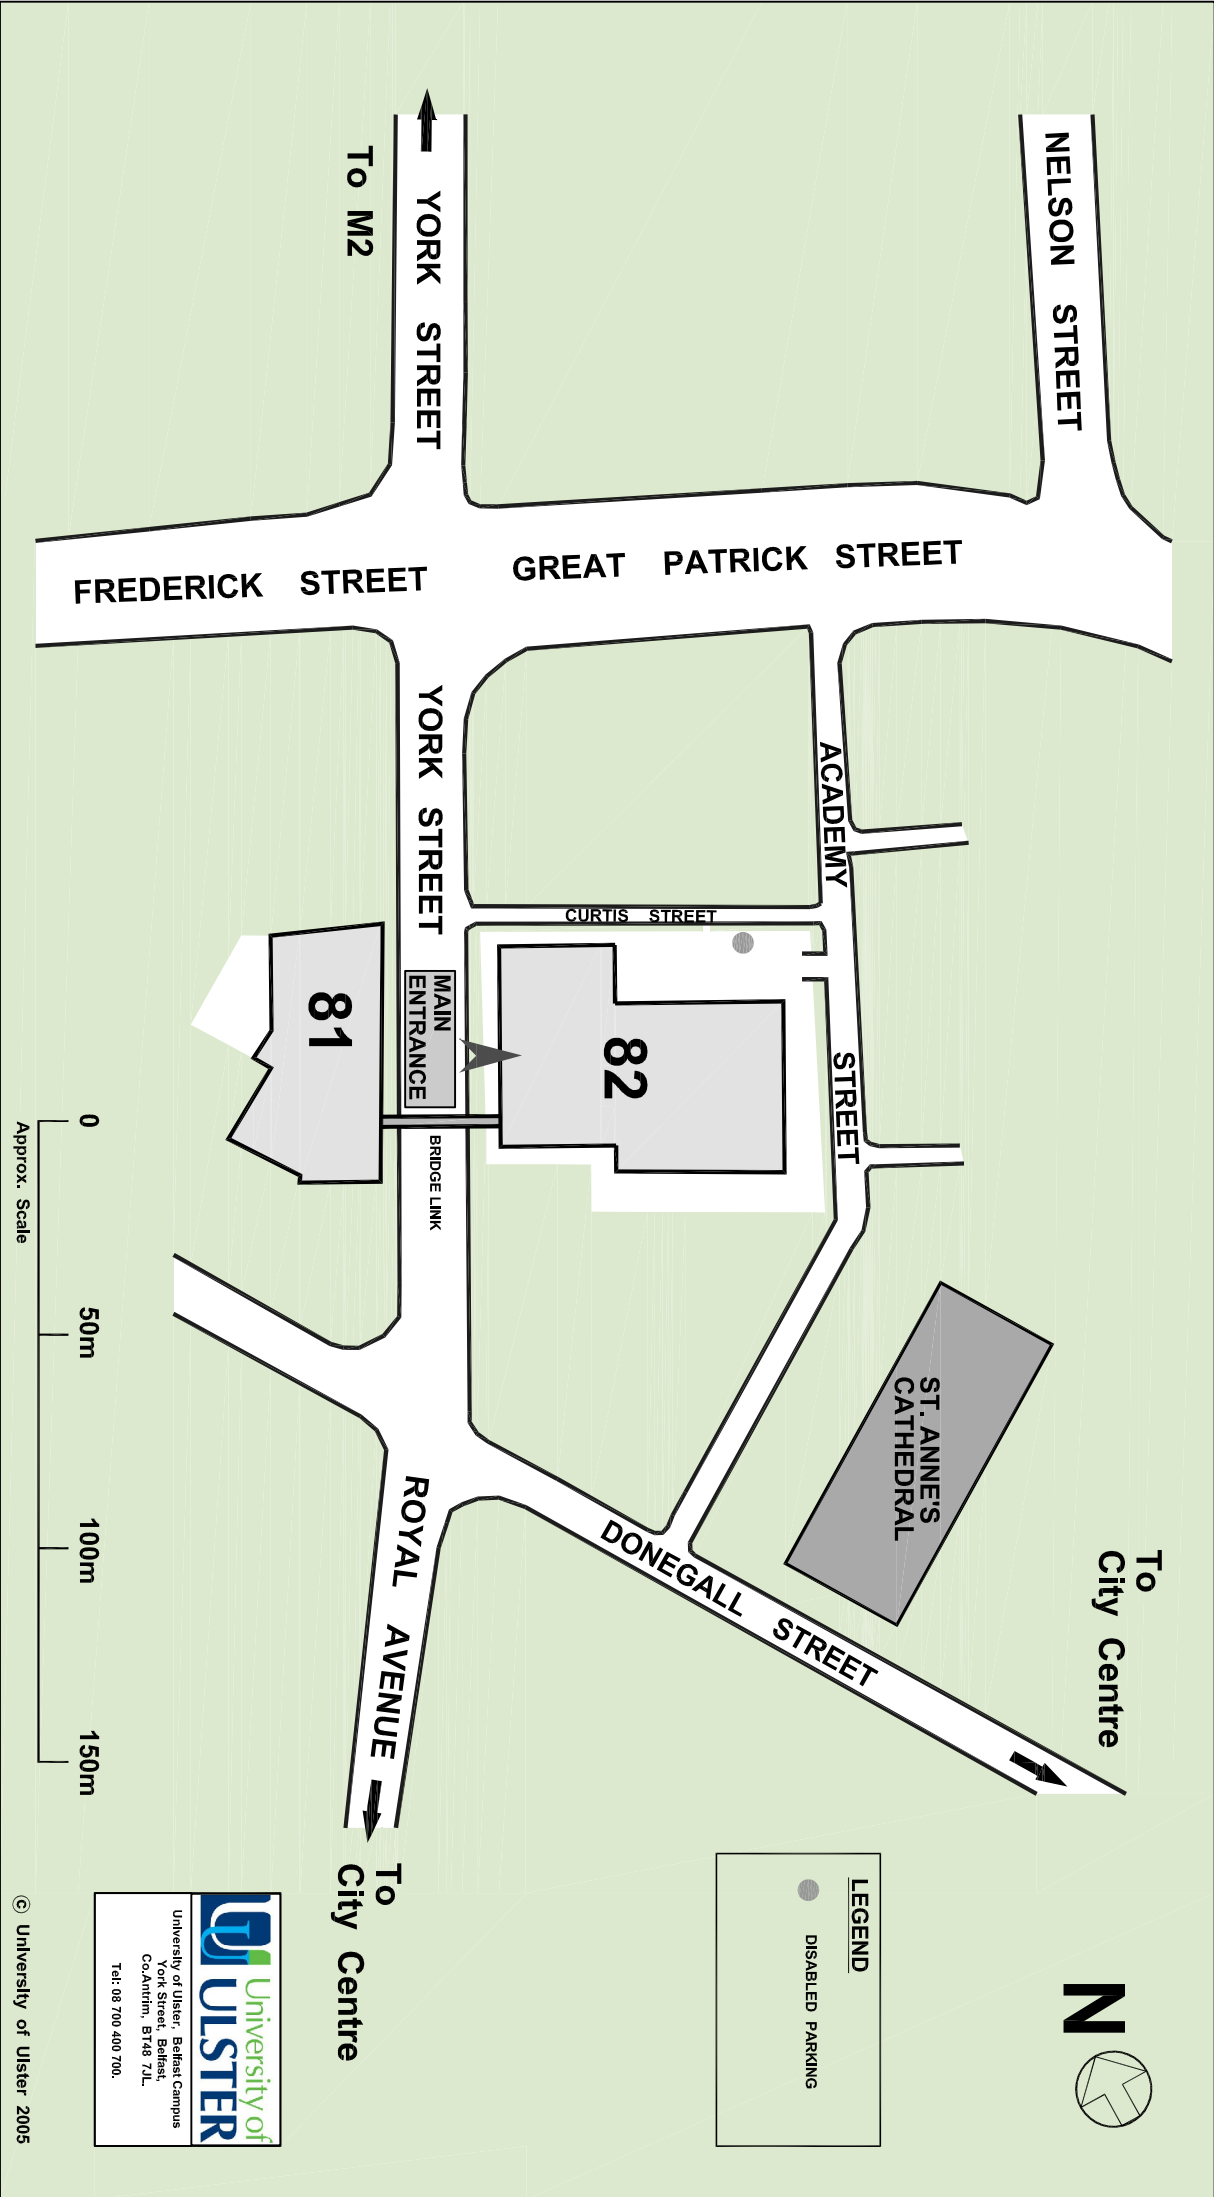 NELSON STREET
To M2
YORK STREET
FREDERICK STREET
GREAT PATRICK STREET
YORK STREET
ACADEMY STREET
CURTIS STREET
MAIN
ENTRANCE
81
82
BRIDGE LINK
ST. ANNE'S
CATHEDRAL
DONEGALL STREET
ROYAL AVENUE
To
City Centre
To
City Centre
0
50m
100m
150m
Approx. Scale
LEGEND
DISABLED PARKING
N
University of
ULSTER
University of Ulster, Belfast Campus
York Street, Belfast,
Co.Antrim, BT48 7JL.
Tel: 08 700 400 700.
© University of Ulster 2005